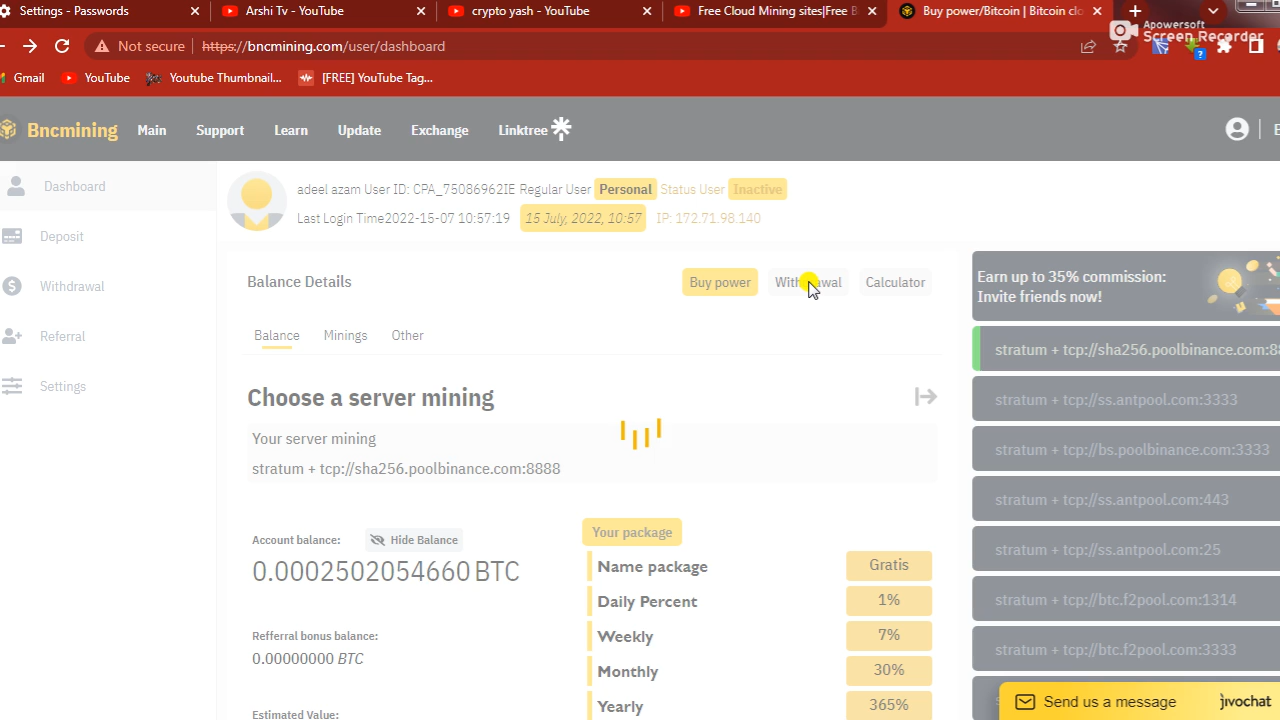 Settings - Passwords
Arshi Tv - YouTube
crypto yash - YouTube
Free Cloud Mining sites|Free B
Buy power/Bitcoin | Bitcoin clo
Apowersoft
Screen Recorder
Not secure https://bncmining.com/user/dashboard
Gmail YouTube Youtube Thumbnail... [FREE] YouTube Tag...
Bncmining Main Support Learn Update Exchange Linktree
Dashboard
Deposit
Withdrawal
Referral
Settings
adeel azam User ID: CPA_75086962IE Regular User Personal Status User Inactive
Last Login Time2022-15-07 10:57:19 15 July, 2022, 10:57 IP: 172.71.98.140
Balance Details
Buy power Withdrawal Calculator
Balance Minings Other
Choose a server mining
Your server mining
stratum + tcp://sha256.poolbinance.com:8888
Account balance: Hide Balance
0.0002502054660 BTC
Refferral bonus balance:
0.00000000 BTC
Estimated Value:
Your package
Name package Gratis
Daily Percent 1%
Weekly 7%
Monthly 30%
Yearly 365%
Earn up to 35% commission:
Invite friends now!
stratum + tcp://sha256.poolbinance.com:88
stratum + tcp://ss.antpool.com:3333
stratum + tcp://bs.poolbinance.com:3333
stratum + tcp://ss.antpool.com:443
stratum + tcp://ss.antpool.com:25
stratum + tcp://btc.f2pool.com:1314
stratum + tcp://btc.f2pool.com:3333
Send us a message jivochat